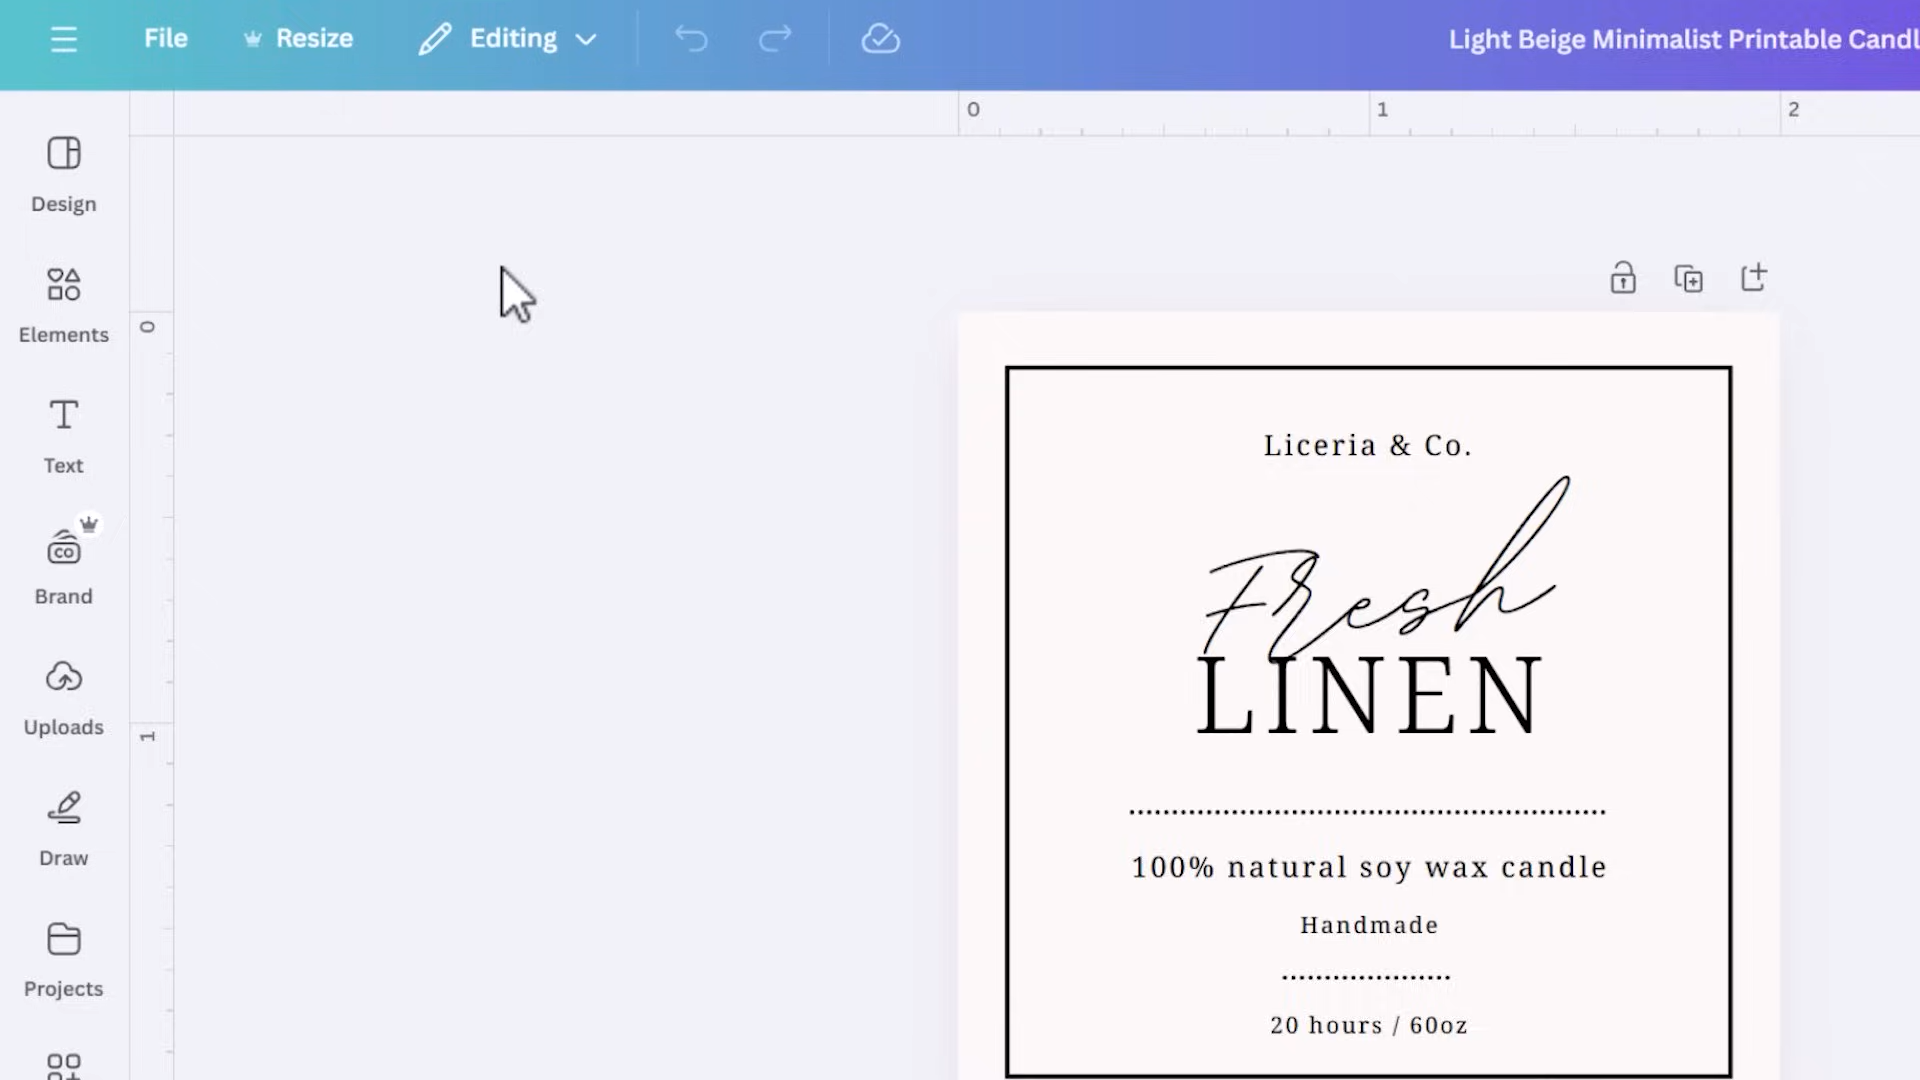 File
Resize
Editing
Light Beige Minimalist Printable Candl
0
1
2
Design
Elements
0
Text
CO
Brand
Uploads
1
Draw
Projects
Liceria & Co.
Fresh
LINEN
100% natural soy wax candle
Handmade
20 hours / 60oz